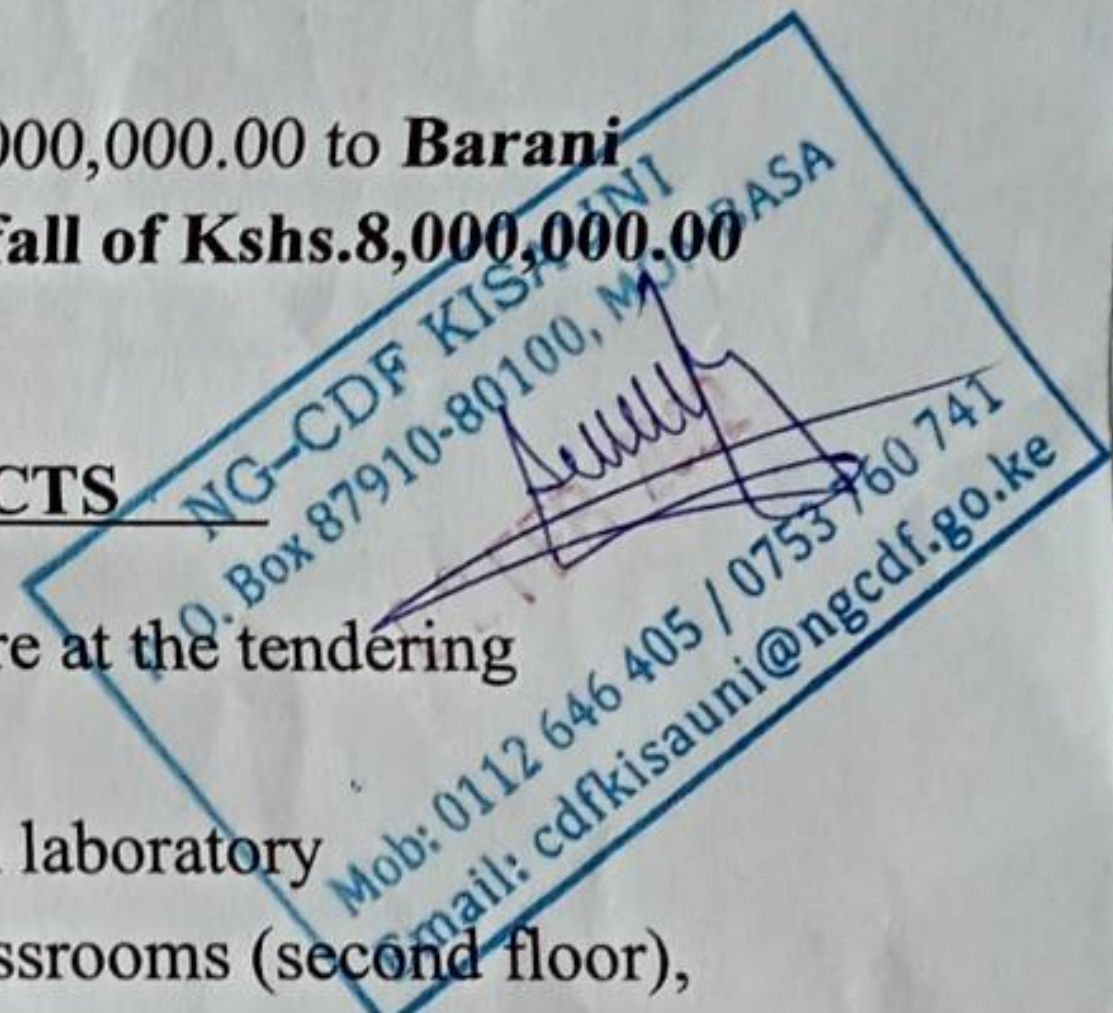 000,000.00 to Barani
fall of Kshs.8,000,000.00
CTS
re at the tendering
laboratory
ssrooms (second floor),
NG-CDF KISAUNI
P.O. Box 87910-80100, MOMBASA
Mob: 0112 646 405 / 0753 760 741
Email: cdfkisauni@ngcdf.go.ke